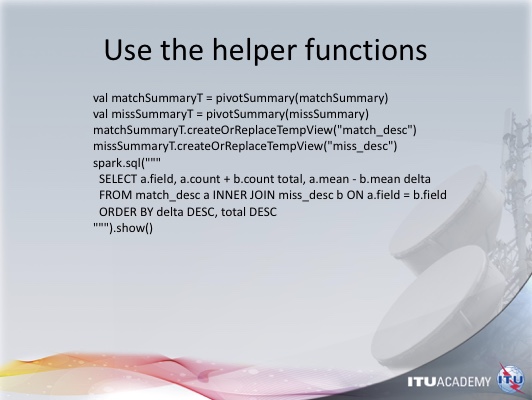 Use the helper functions
val matchSummaryT = pivotSummary(matchSummary)
val missSummaryT = pivotSummary(missSummary)
matchSummaryT.createOrReplaceTempView("match_desc")
missSummaryT.createOrReplaceTempView("miss_desc")
spark.sql("""
SELECT a.field, a.count + b.count total, a.mean - b.mean delta
FROM match_desc a INNER JOIN miss_desc b ON a.field = b.field
ORDER BY delta DESC, total DESC
""").show()
ITUACADEMY ITU